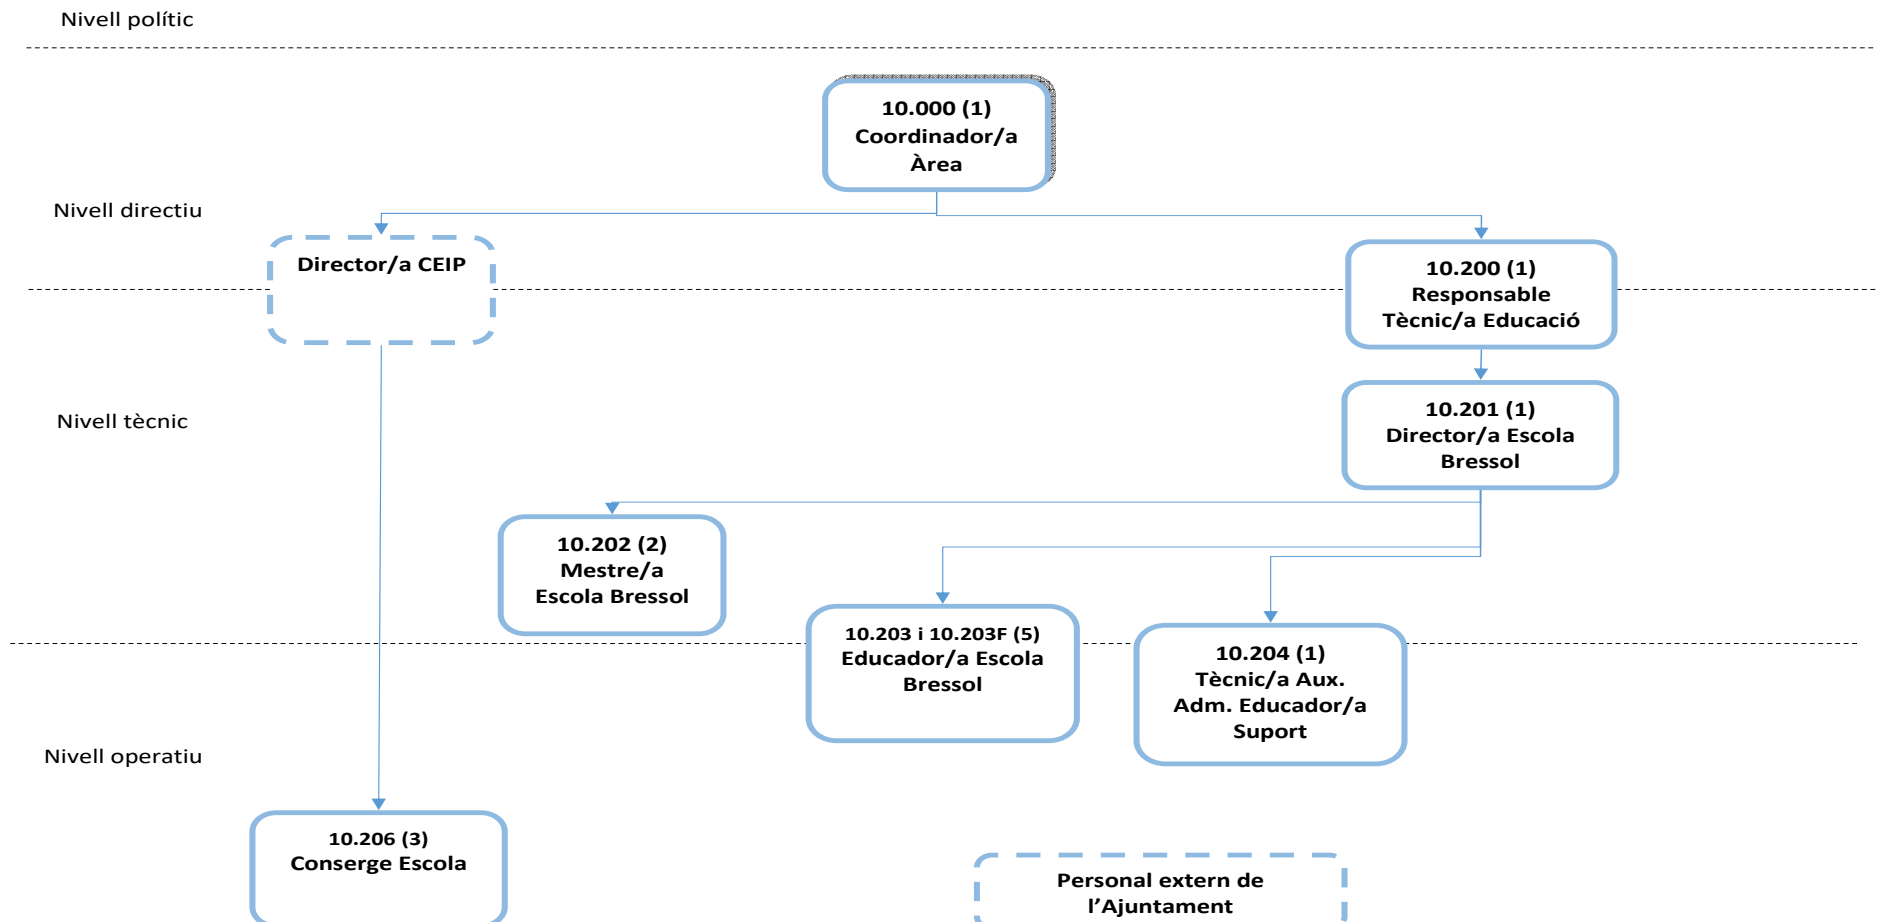 Nivell polític
10.000 (1)
Coordinador/a
Àrea
Nivell directiu
Director/a CEIP
10.200 (1)
Responsable
Tècnic/a Educació
Nivell tècnic
10.201 (1)
Director/a Escola
Bressol
10.202 (2)
Mestre/a
Escola Bressol
10.203 i 10.203F (5)
Educador/a Escola
Bressol
10.204 (1)
Tècnic/a Aux.
Adm. Educador/a
Suport
Nivell operatiu
10.206 (3)
Conserge Escola
Personal extern de
l’Ajuntament